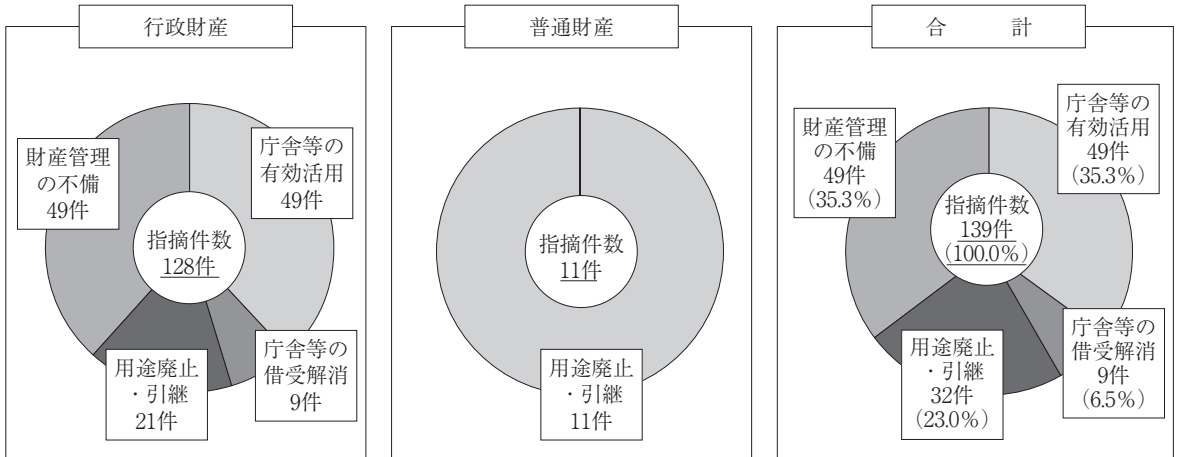 行政財産
財産管理
の不備
49件
庁舎等の
有効活用
49件
指摘件数
128件
用途廃止
・引継
21件
庁舎等の
借受解消
9件
普通財産
指摘件数
11件
用途廃止
・引継
11件
合　計
財産管理
の不備
49件
(35.3%)
庁舎等の
有効活用
49件
(35.3%)
指摘件数
139件
(100.0%)
用途廃止
・引継
32件
(23.0%)
庁舎等の
借受解消
9件
(6.5%)